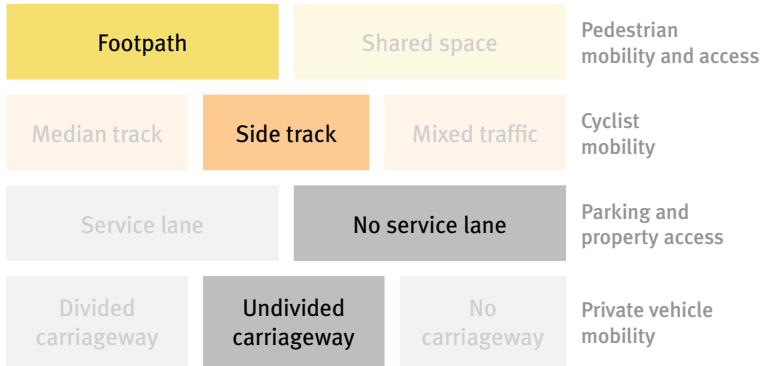 Footpath
Shared space
Pedestrian
mobility and access
Median track
Side track
Mixed traffic
Cyclist
mobility
Service lane
No service lane
Parking and
property access
Divided
carriageway
Undivided
carriageway
No
carriageway
Private vehicle
mobility